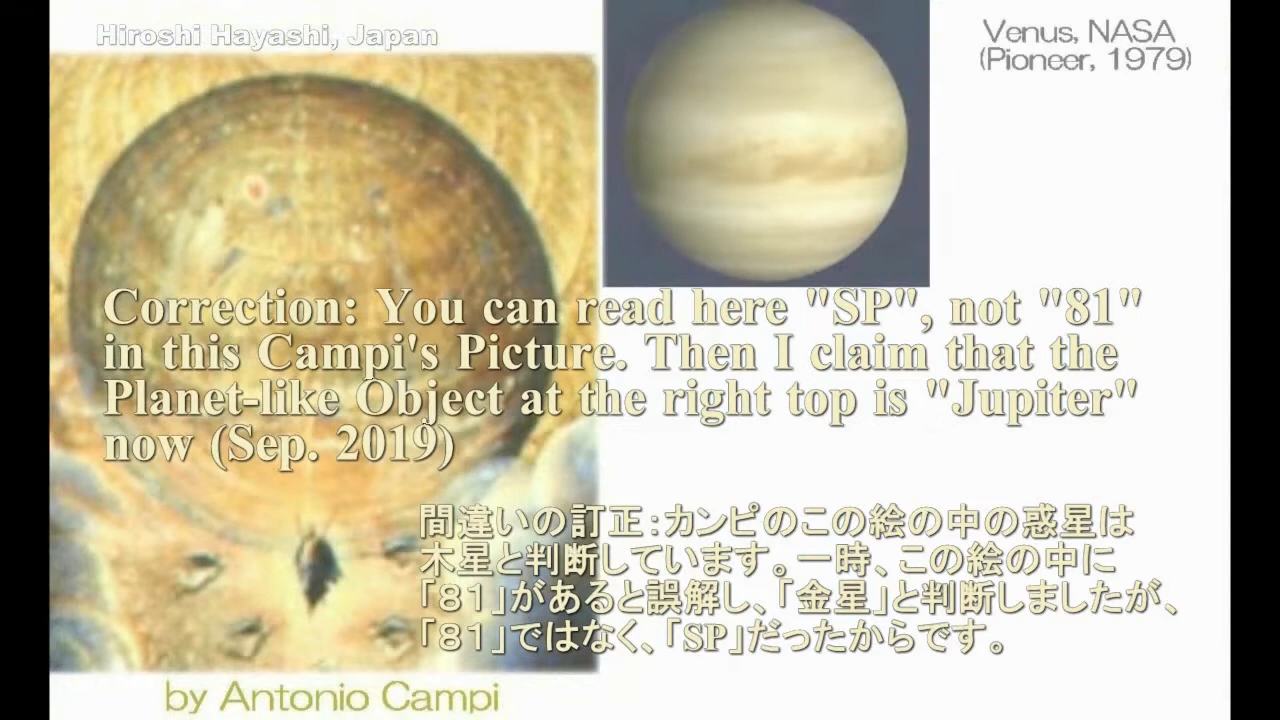 Hiroshi Hayashi, Japan
Venus, NASA
(Pioneer, 1979)
Correction: You can read here "SP", not "81"
in this Campi's Picture. Then I claim that the
Planet-like Object at the right top is "Jupiter"
now (Sep. 2019)
間違いの訂正:カンピのこの絵の中の惑星は
木星と判断しています。一時、この絵の中に
「81」があると誤解し、「金星」と判断しましたが、
「81」ではなく、「SP」だったからです。
by Antonio Campi